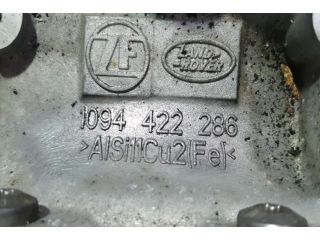 ZF
LAND-
ROVER
1094 422 286
>AlSi11Cu2(Fe)<